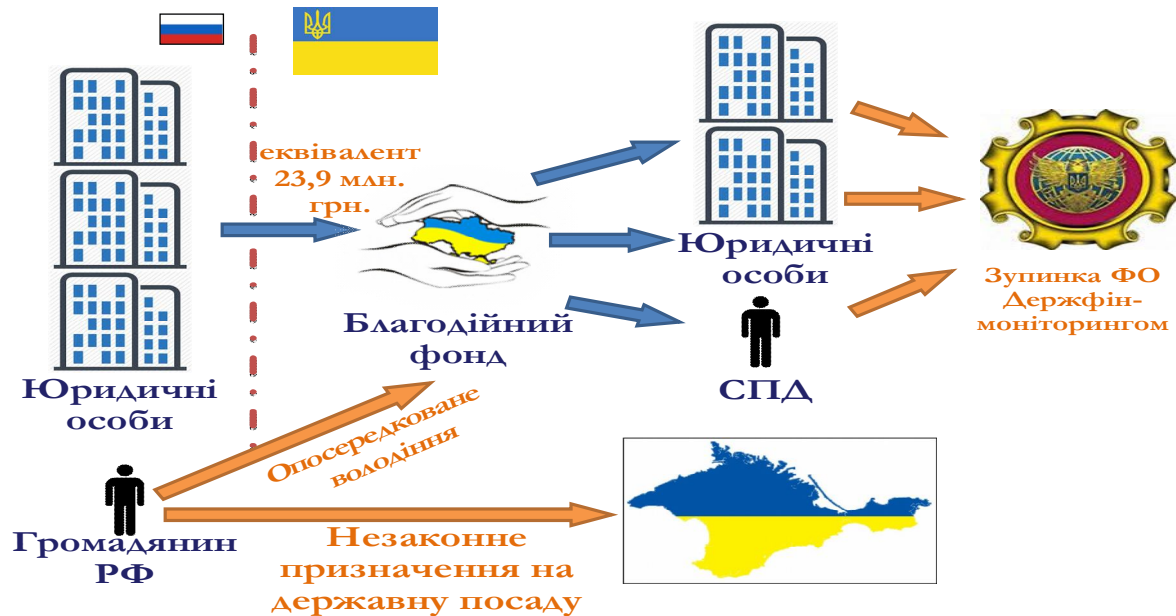 еквівалент
23,9 млн.
грн.
Юридичні
особи
Благодійний
фонд
Юридичні
особи
СПД
Зупинка ФО
Держфін-
моніторингом
Опосередковане
володіння
Громадянин
РФ
Незаконне
призначення на
державну посаду